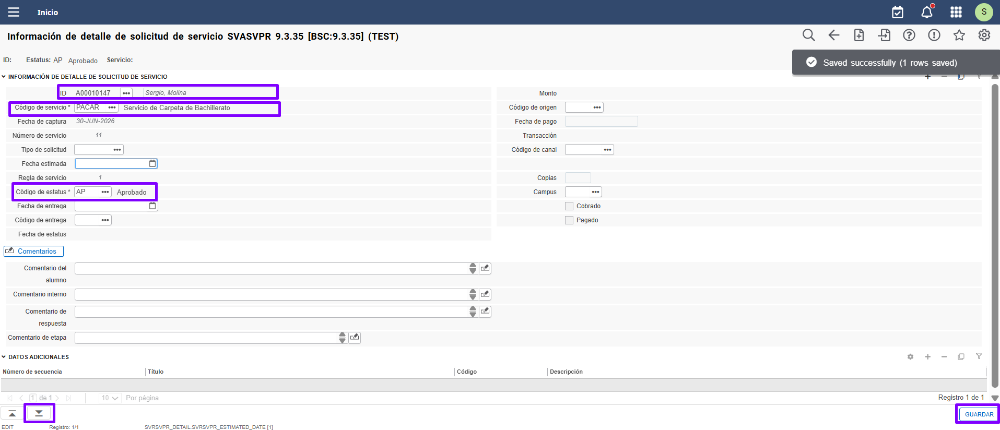 Inicio
S
Información de detalle de solicitud de servicio SVASVPR 9.3.35 [BSC:9.3.35] (TEST)
Saved successfully (1 rows saved)
ID: Estatus: AP Aprobado Servicio:
INFORMACIÓN DE DETALLE DE SOLICITUD DE SERVICIO
ID A00010147 Sergio, Molina
Código de servicio * PACAR Servicio de Carpeta de Bachillerato
Fecha de captura 30-JUN-2026
Número de servicio 11
Tipo de solicitud
Fecha estimada
Regla de servicio 1
Código de estatus * AP Aprobado
Fecha de entrega
Código de entrega
Fecha de estatus
Monto
Código de origen
Fecha de pago
Transacción
Código de canal
Copias
Campus
Cobrado
Pagado
Comentarios
Comentario del
alumno
Comentario interno
Comentario de
respuesta
Comentario de etapa
DATOS ADICIONALES
Número de secuencia Título Código Descripción
1 de 1 10 Por página Registro 1 de 1
GUARDAR
EDIT Registro: 1/1 SVRSVPR_DETAIL.SVRSVPR_ESTIMATED_DATE [1]